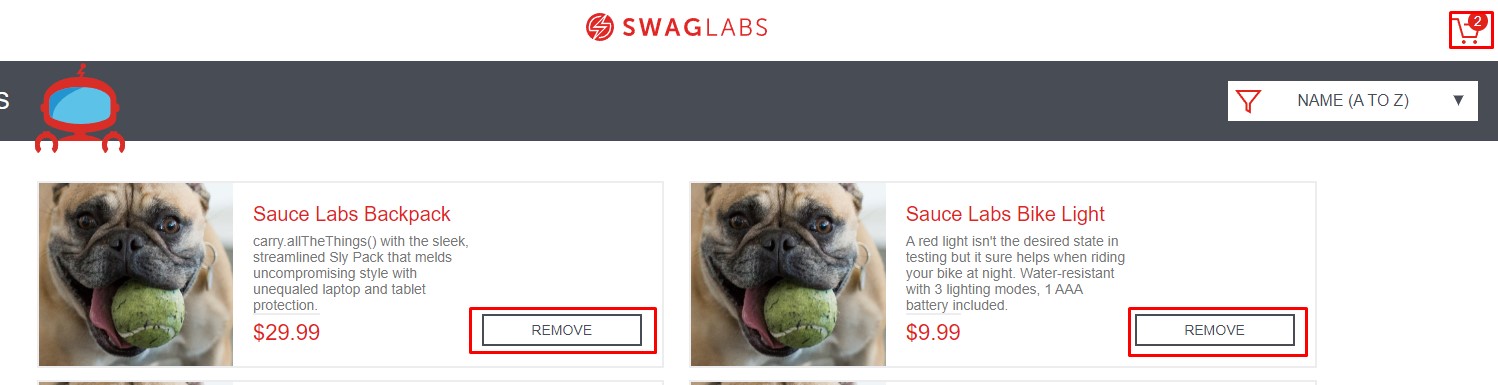 SWAGLABS
2
S
NAME (A TO Z)
Sauce Labs Backpack
carry.allTheThings() with the sleek,
streamlined Sly Pack that melds
uncompromising style with
unequaled laptop and tablet
protection.
$29.99
REMOVE
Sauce Labs Bike Light
A red light isn't the desired state in
testing but it sure helps when riding
your bike at night. Water-resistant
with 3 lighting modes, 1 AAA
battery included.
$9.99
REMOVE